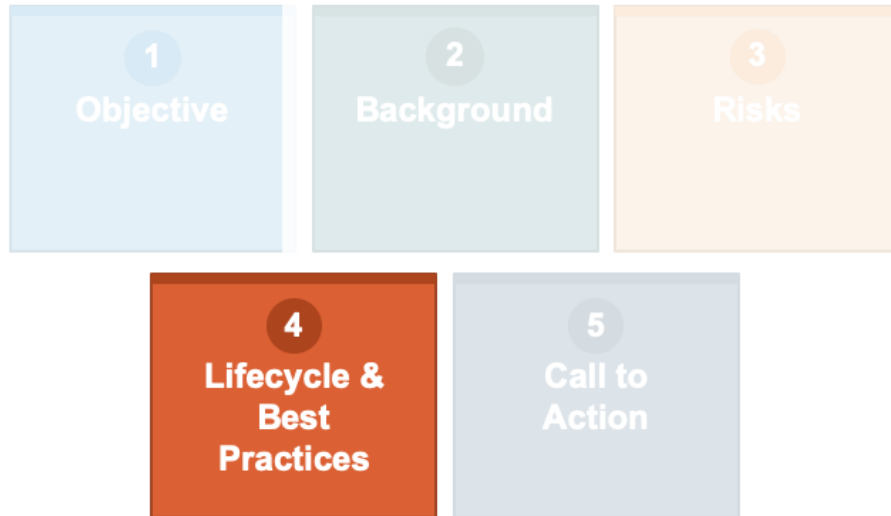 1
Objective
2
Background
3
Risks
4
Lifecycle &
Best
Practices
5
Call to
Action